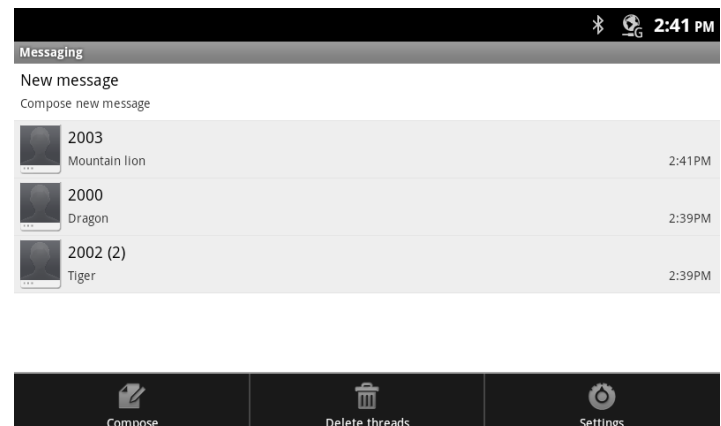 G 2:41 PM
Messaging
New message
Compose new message
2003
Mountain lion 2:41PM
2000
Dragon 2:39PM
2002 (2)
Tiger 2:39PM
Compose Delete threads Settings